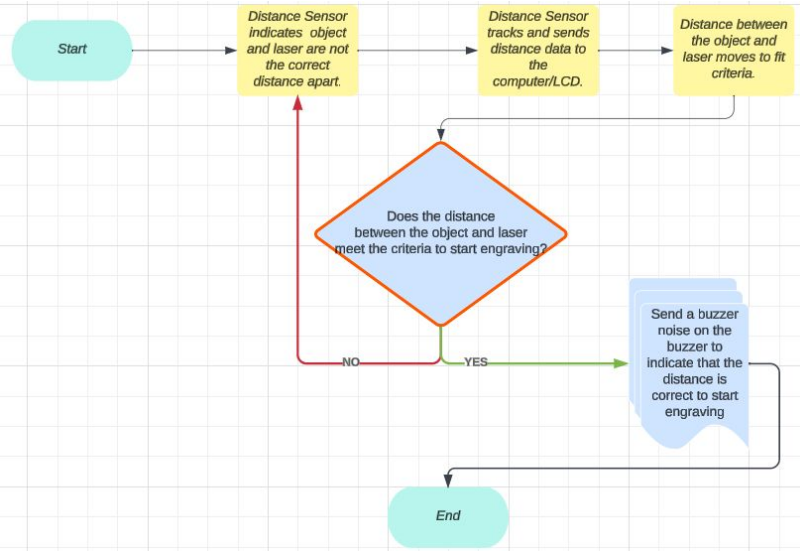 Start
Distance Sensor
indicates object
and laser are not
the correct
distance apart.
Distance Sensor
tracks and sends
distance data to
the
computer/LCD.
Distance between
the object and
laser moves to fit
criteria.
Does the distance
between the object and laser
meet the criteria to start engraving?
NO
YES
Send a buzzer
noise on the
buzzer to
indicate that the
distance is
correct to start
engraving
End